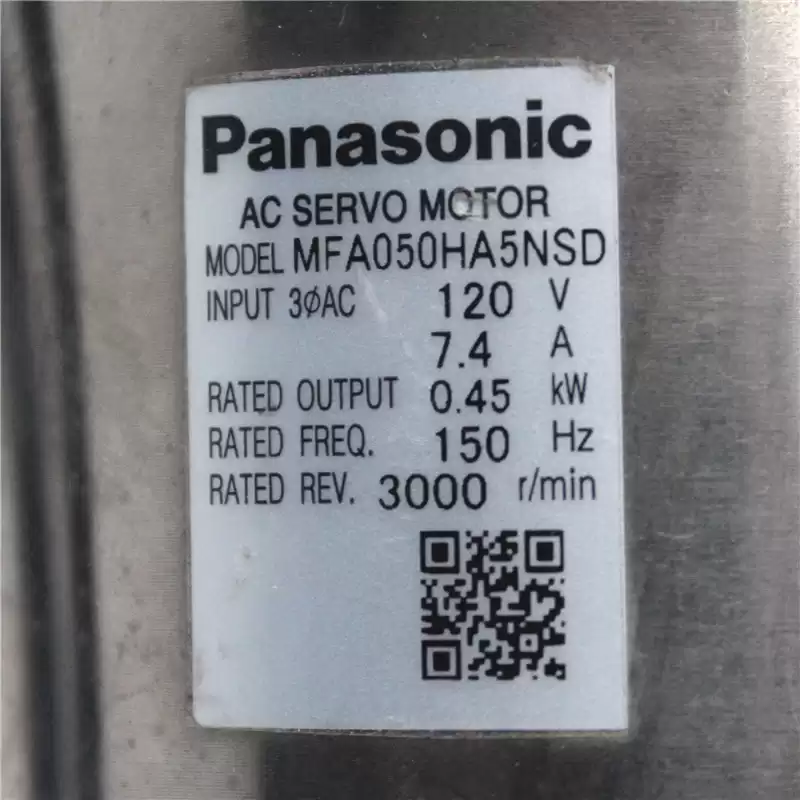 Panasonic
AC SERVO MOTOR
MODEL MFA050HA5NSD
INPUT 3ØAC 120 V
7.4 A
RATED OUTPUT 0.45 kW
RATED FREQ. 150 Hz
RATED REV. 3000 r/min